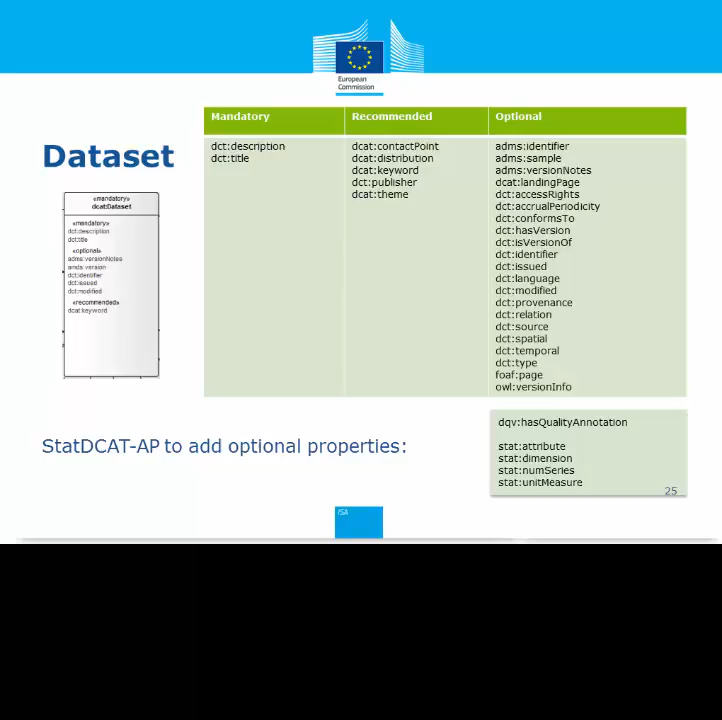 European
Commission
Dataset
Mandatory
Recommended
Optional
dct:description
dct:title
dcat:contactPoint
dcat:distribution
dcat:keyword
dct:publisher
dcat:theme
adms:identifier
adms:sample
adms:versionNotes
dcat:landingPage
dct:accessRights
dct:accrualPeriodicity
dct:conformsTo
dct:hasVersion
dct:isVersionOf
dct:identifier
dct:issued
dct:language
dct:modified
dct:provenance
dct:relation
dct:source
dct:spatial
dct:temporal
dct:type
foaf:page
owl:versionInfo
«mandatory»
dcat:Dataset
«mandatory»
dct:description
dct:title
«optional»
adms:versionNotes
amds:version
dct:identifier
dct:issued
dct:modified
«recommended»
dcat:keyword
StatDCAT-AP to add optional properties:
dqv:hasQualityAnnotation
stat:attribute
stat:dimension
stat:numSeries
stat:unitMeasure
25
ISA